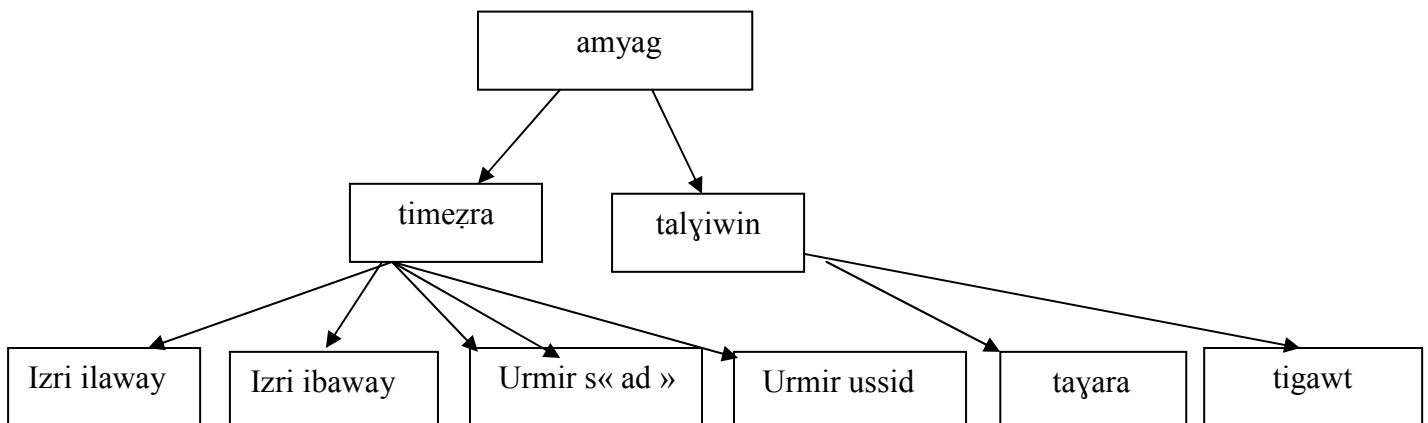 amyag
timeẓra
talɣiwin
Izri ilaway
Izri ibaway
Urmir s« ad »
Urmir ussid
taɣara
tigawt